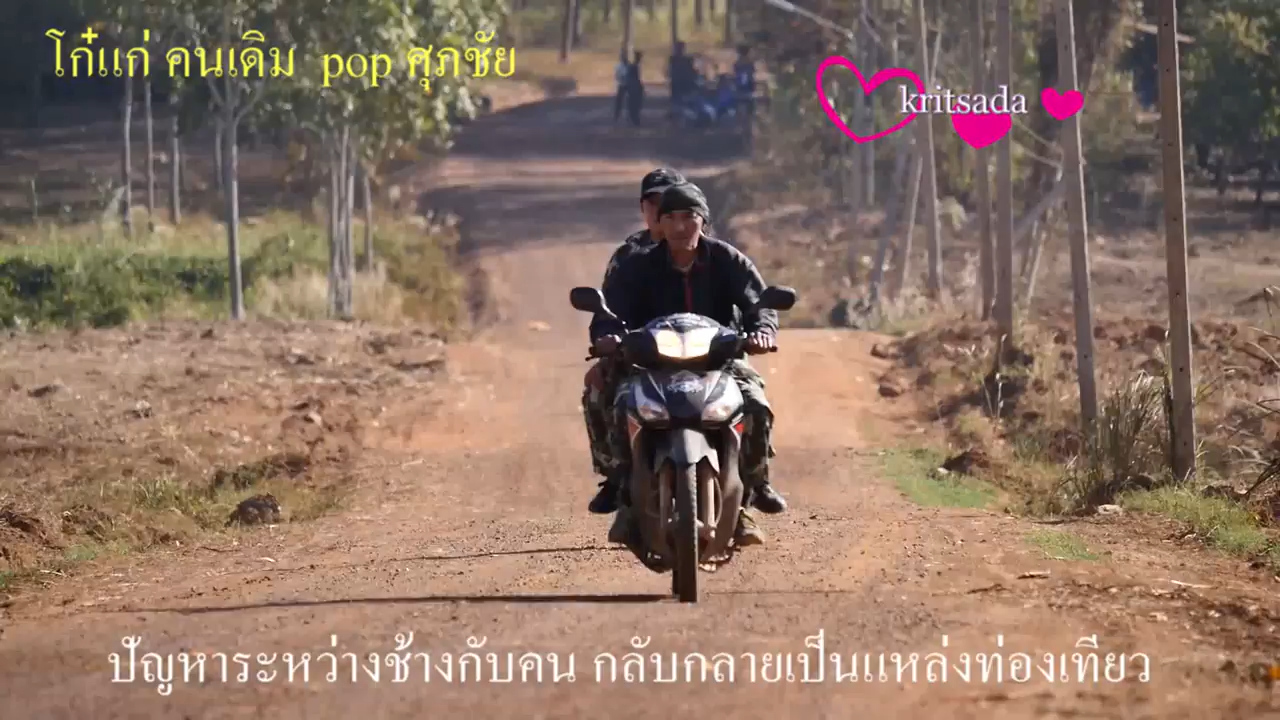 โก๋แก่ คนเดิม pop ศุภชัย
kritsada
ปัญหาระหว่างช้างกับคน กลับกลายเป็นแหล่งท่องเทียว